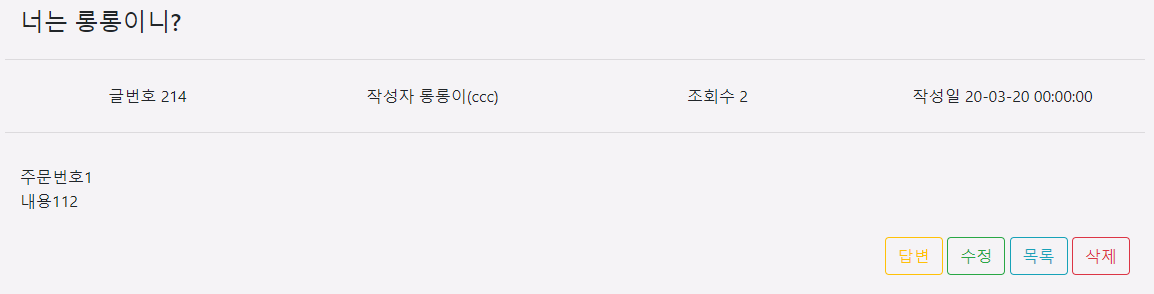 너는 롱롱이니?
글번호 214 작성자 롱롱이(ccc) 조회수 2 작성일 20-03-20 00:00:00
주문번호1
내용112
답변 수정 목록 삭제